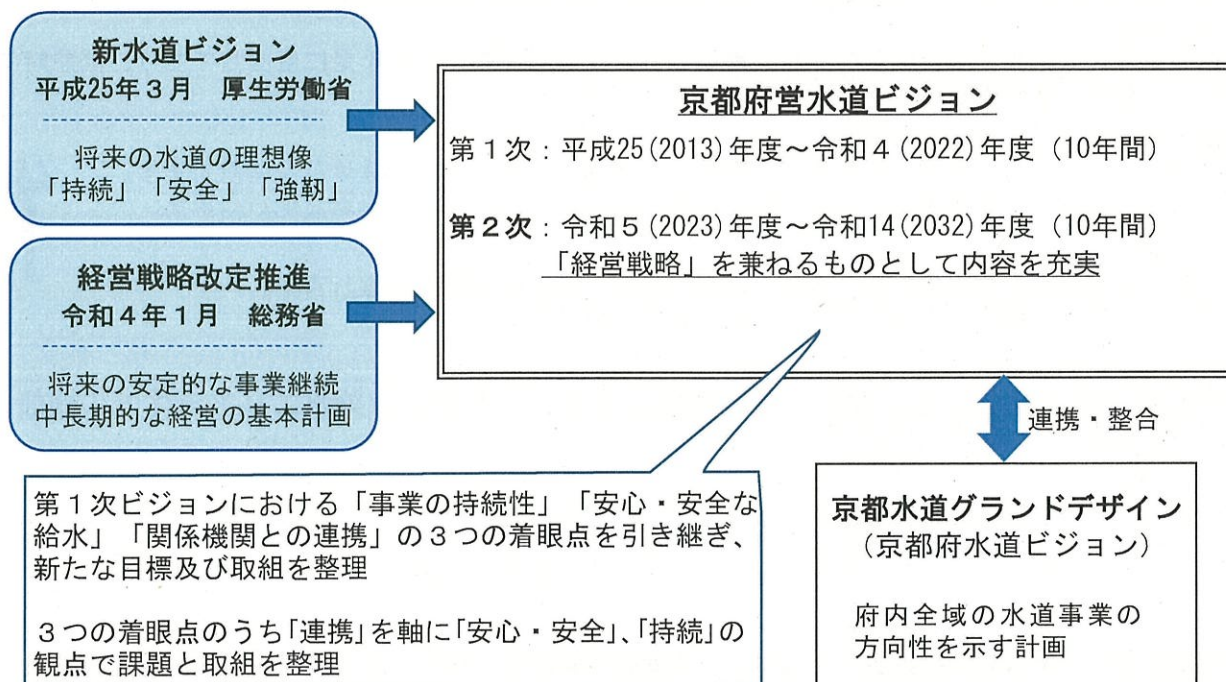 新水道ビジョン
平成25年3月　厚生労働省
将来の水道の理想像
「持続」「安全」「強靭」
経営戦略改定推進
令和4年1月　総務省
将来の安定的な事業継続
中長期的な経営の基本計画
京都府営水道ビジョン
第1次：平成25(2013)年度～令和4(2022)年度（10年間）
第2次：令和5(2023)年度～令和14(2032)年度（10年間）
「経営戦略」を兼ねるものとして内容を充実
連携・整合
第1次ビジョンにおける「事業の持続性」「安心・安全な
給水」「関係機関との連携」の3つの着眼点を引き継ぎ、
新たな目標及び取組を整理
3つの着眼点のうち「連携」を軸に「安心・安全」、「持続」の
観点で課題と取組を整理
京都水道グランドデザイン
（京都府水道ビジョン）
府内全域の水道事業の
方向性を示す計画